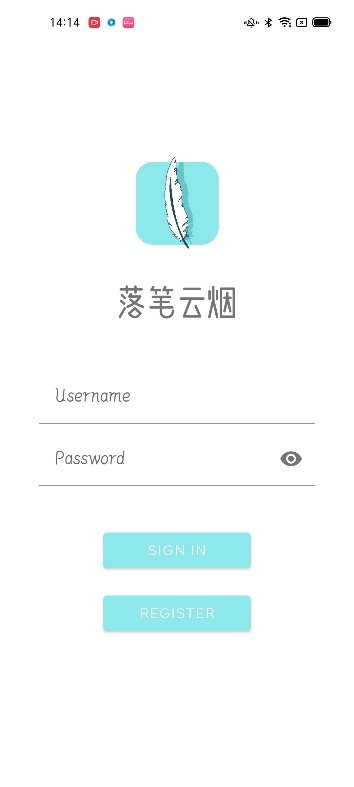 14:14
落笔云烟
Username
Password
SIGN IN
REGISTER